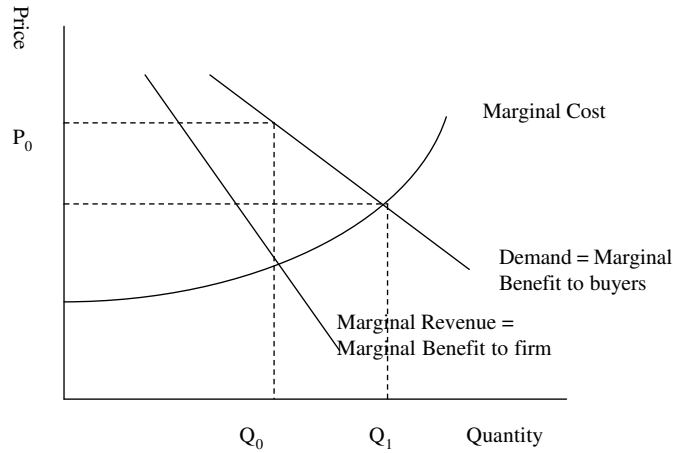 Price
Marginal Cost
P₀
Demand = Marginal
Benefit to buyers
Marginal Revenue =
Marginal Benefit to firm
Q₀
Q₁
Quantity